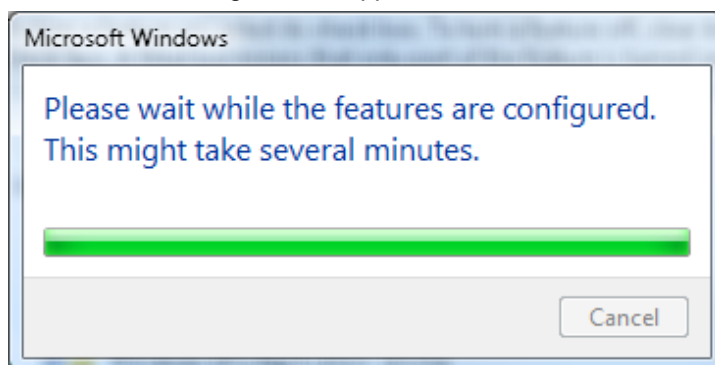 Microsoft Windows
Please wait while the features are configured.
This might take several minutes.
Cancel